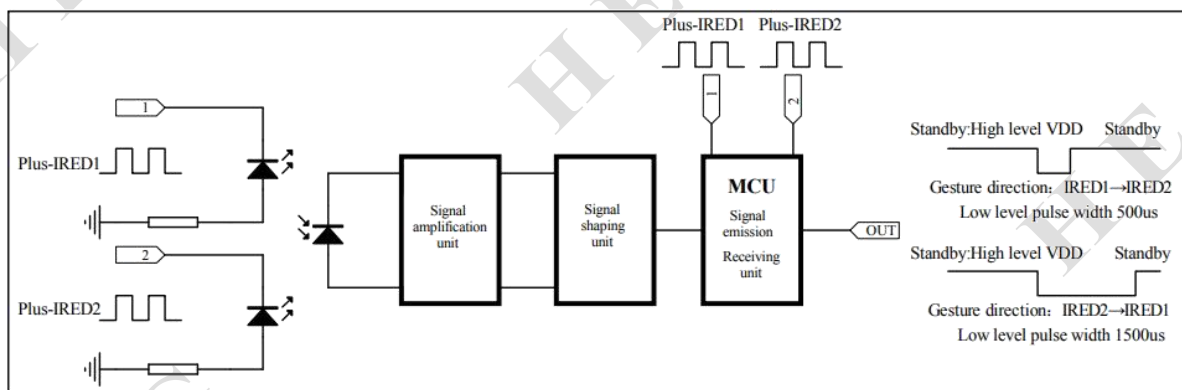 Plus-IRED1 Plus-IRED2
1
2
1
Plus-IRED1
2
Plus-IRED2
Signal
amplification
unit
Signal
shaping
unit
MCU
Signal
emission
Receiving
unit
OUT
Standby:High level VDD Standby
Gesture direction: IRED1→IRED2
Low level pulse width 500us
Standby:High level VDD Standby
Gesture direction: IRED2→IRED1
Low level pulse width 1500us
H E
H E